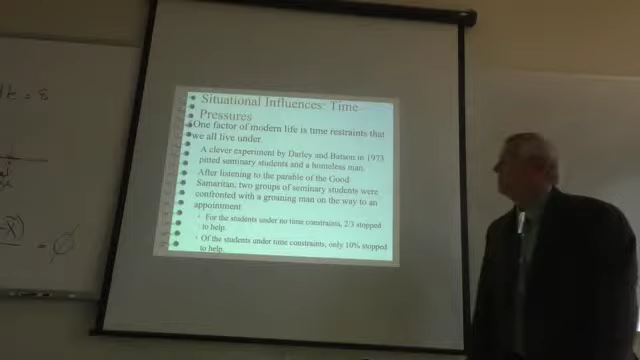 Situational Influences: Time
Pressures
One factor of modern life is time restraints that
we all live under.
A clever experiment by Darley and Batson in 1973
pitted seminary students and a homeless man.
After listening to the parable of the Good
Samaritan, two groups of seminary students were
confronted with a groaning man on the way to an
appointment
For the students under no time constraints, 2/3 stopped
to help.
Of the students under time constraints, only 10% stopped
to help.